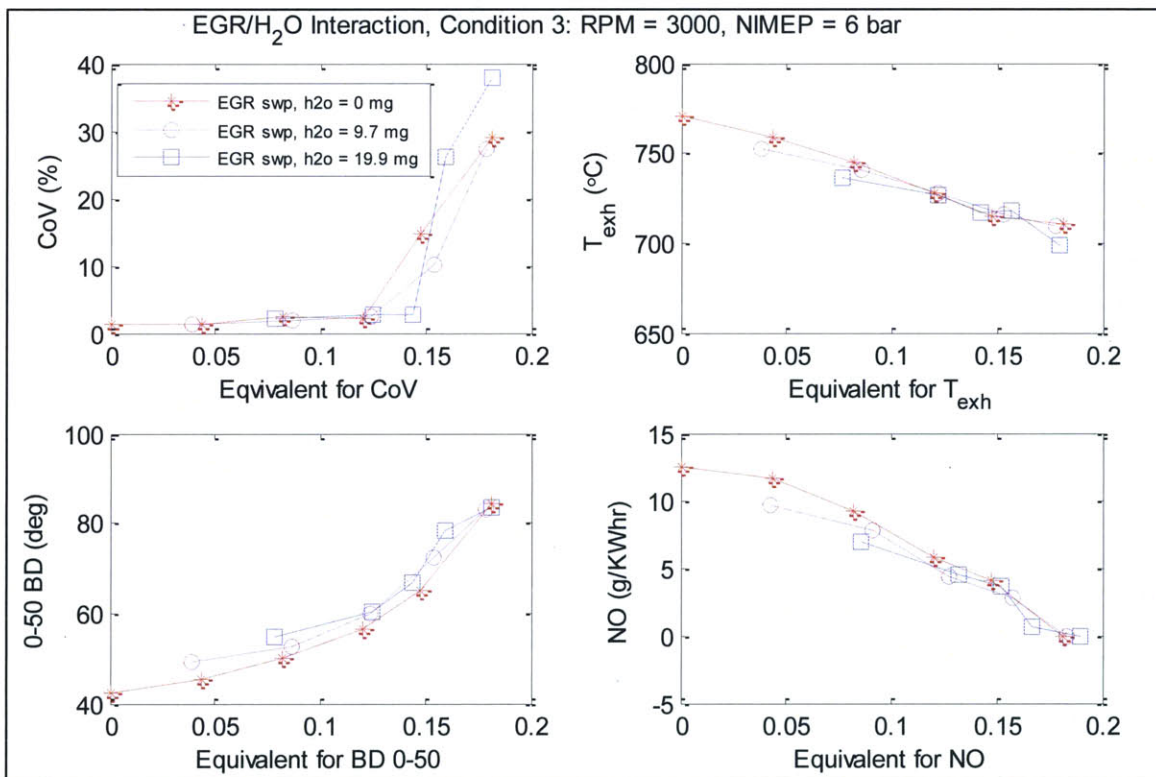 EGR/H2O Interaction, Condition 3: RPM = 3000, NIMEP = 6 bar
40
30
20
10
0
CoV (%)
EGR swp, h2o = 0 mg
EGR swp, h2o = 9.7 mg
EGR swp, h2o = 19.9 mg
0 0.05 0.1 0.15 0.2
Eqvivalent for CoV
800
750
700
650
Texh (oC)
0 0.05 0.1 0.15 0.2
Equivalent for Texh
100
80
60
40
0-50 BD (deg)
0 0.05 0.1 0.15 0.2
Equivalent for BD 0-50
15
10
5
0
-5
NO (g/KWhr)
0 0.05 0.1 0.15 0.2
Equivalent for NO